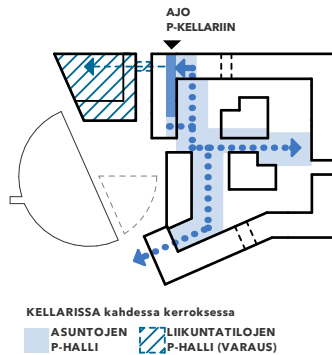 AJO
P-KELLARIIN
KELLARISSA kahdessa kerroksessa
ASUNTOJEN
P-HALLI
LIIKUNTATILOJEN
P-HALLI (VARAUS)